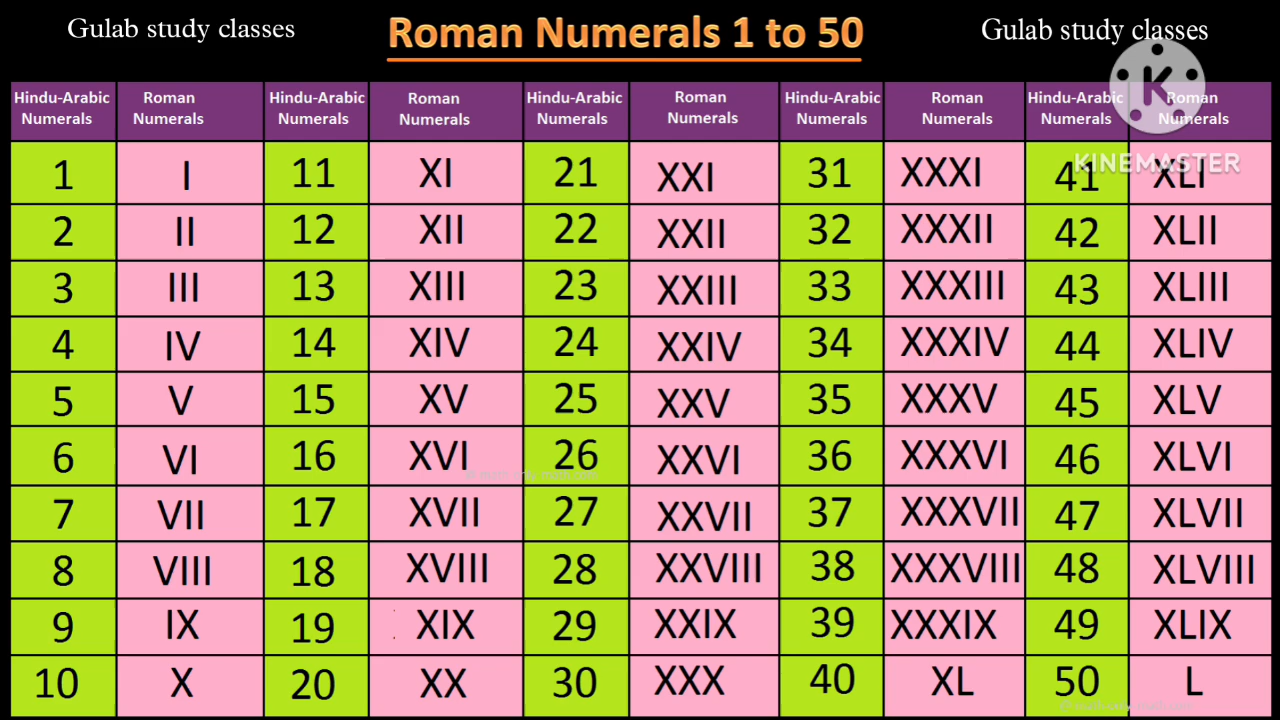 Gulab study classes Roman Numerals 1 to 50 Gulab study classes
Hindu-Arabic Numerals Roman Numerals Hindu-Arabic Numerals Roman Numerals Hindu-Arabic Numerals Roman Numerals Hindu-Arabic Numerals Roman Numerals Hindu-Arabic Numerals Roman Numerals
K
KINEMASTER
1 I 11 XI 21 XXI 31 XXXI 41 XLI
2 II 12 XII 22 XXII 32 XXXII 42 XLII
3 III 13 XIII 23 XXIII 33 XXXIII 43 XLIII
4 IV 14 XIV 24 XXIV 34 XXXIV 44 XLIV
5 V 15 XV 25 XXV 35 XXXV 45 XLV
6 VI 16 XVI 26 XXVI 36 XXXVI 46 XLVI
7 VII 17 XVII 27 XXVII 37 XXXVII 47 XLVII
8 VIII 18 XVIII 28 XXVIII 38 XXXVIII 48 XLVIII
9 IX 19 XIX 29 XXIX 39 XXXIX 49 XLIX
10 X 20 XX 30 XXX 40 XL 50 L